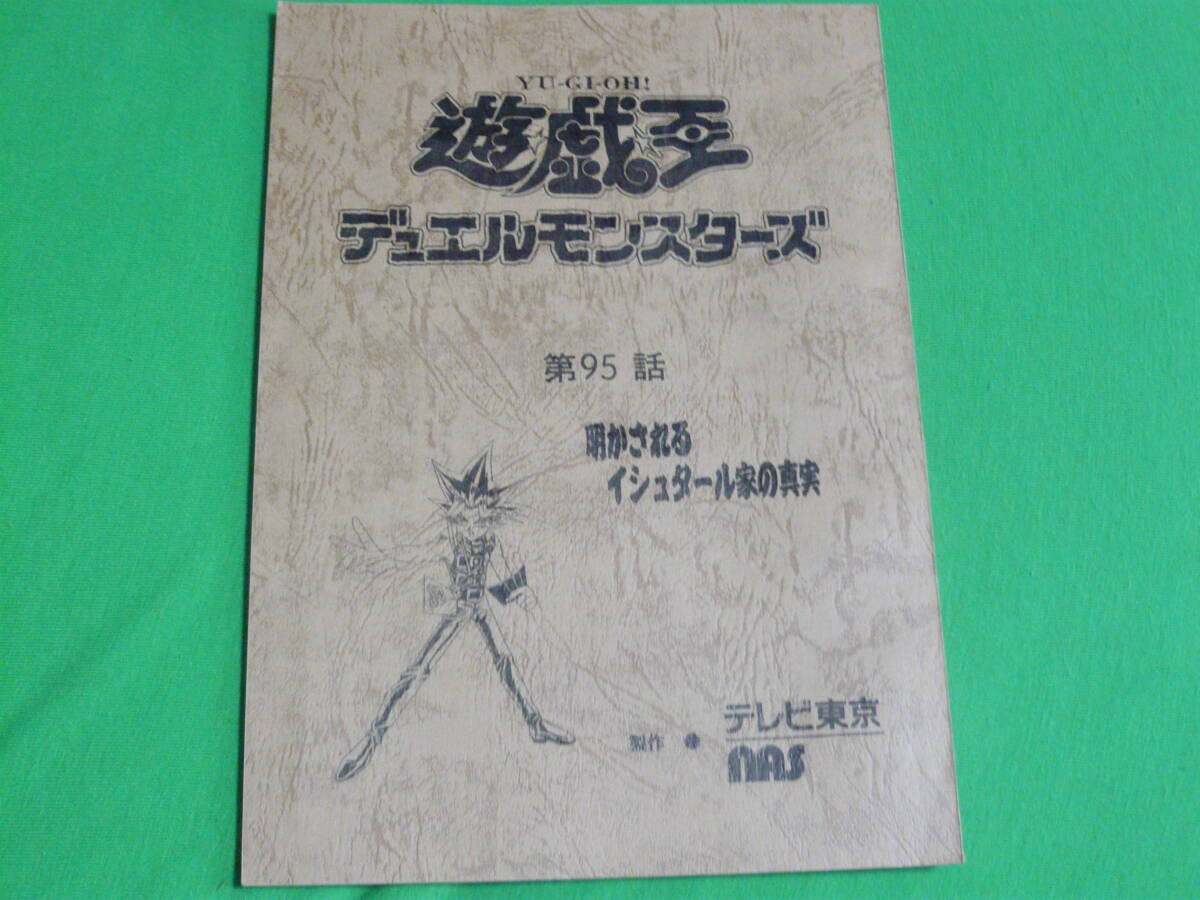 YU-GI-OH!
遊戯王
デュエルモンスターズ
第95 話
明かされる
イシュタール家の真実
製作
テレビ東京
NAS